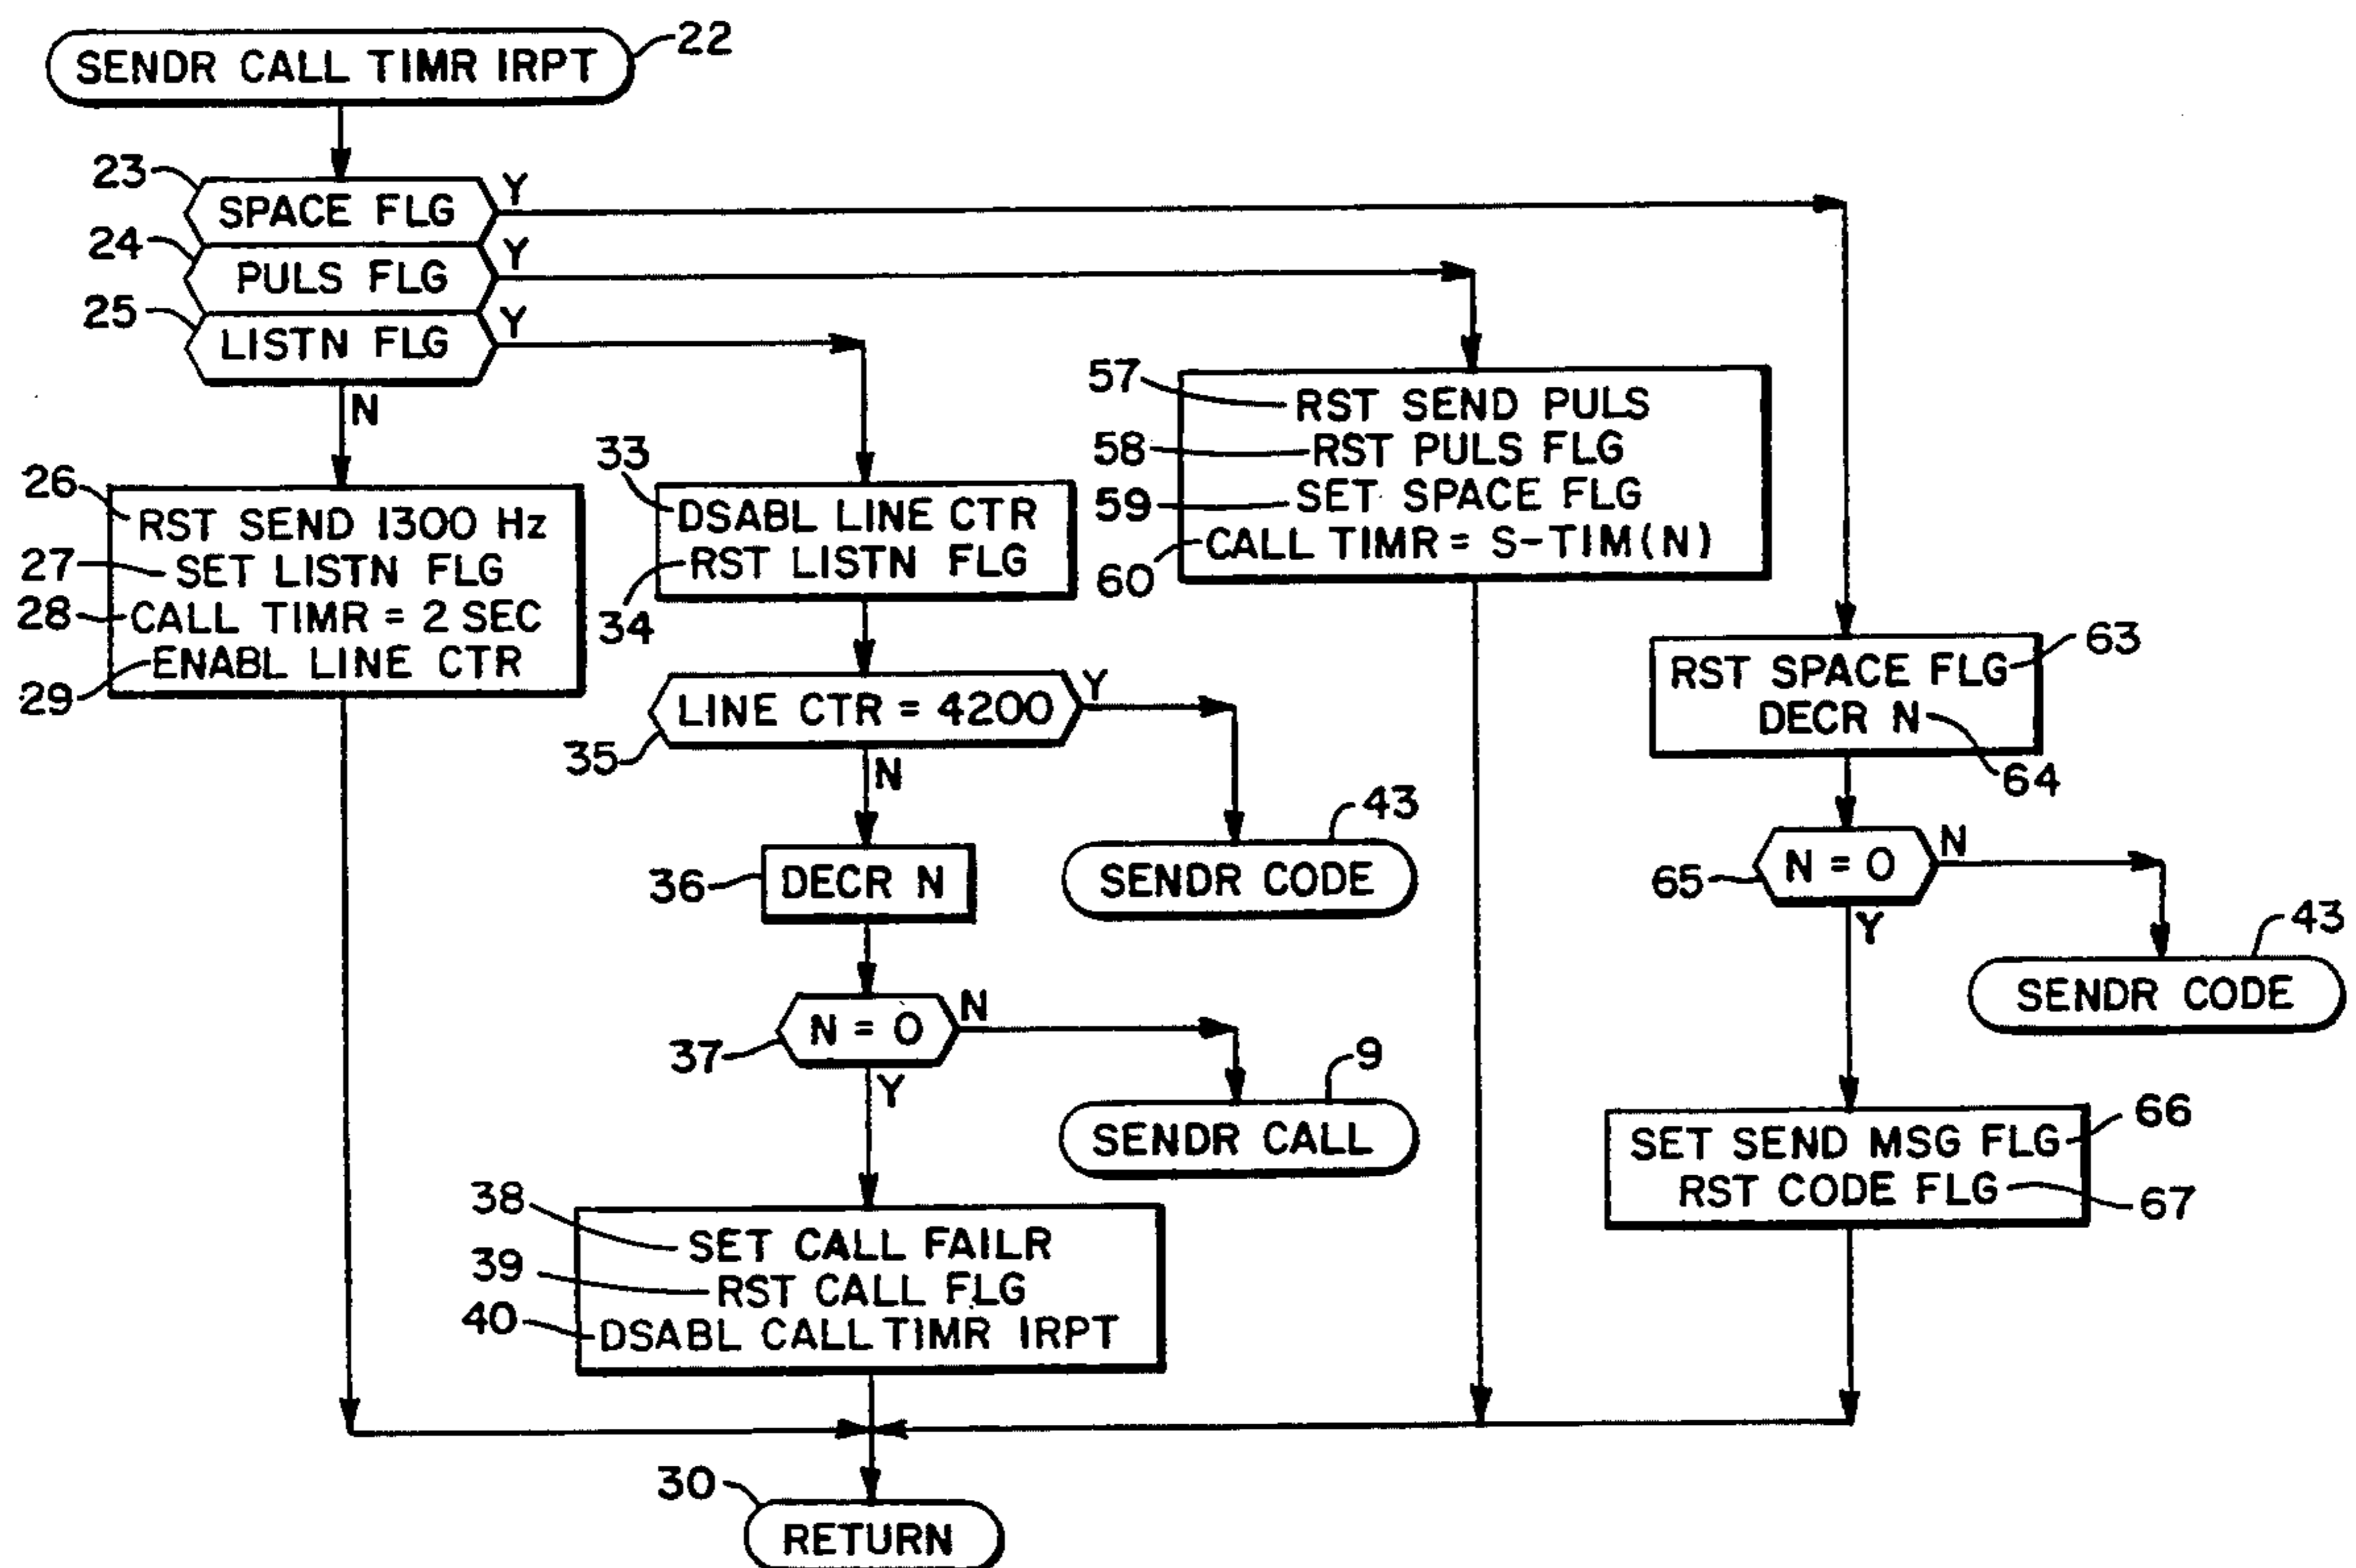 SENDR CALL TIMR IRPT
22
23
SPACE FLG
Y
24
PULS FLG
Y
25
LISTN FLG
Y
N
26
RST SEND 1300 Hz
27
SET LISTN FLG
28
CALL TIMR = 2 SEC
29
ENABL LINE CTR
33
DSABL LINE CTR
34
RST LISTN FLG
35
LINE CTR = 4200
Y
N
43
SENDR CODE
36
DECR N
37
N = 0
N
Y
9
SENDR CALL
38
SET CALL FAILR
39
RST CALL FLG
40
DSABL CALL TIMR IRPT
57
RST SEND PULS
58
RST PULS FLG
59
SET SPACE FLG
60
CALL TIMR = S-TIM(N)
63
RST SPACE FLG
64
DECR N
65
N = 0
N
Y
43
SENDR CODE
66
SET SEND MSG FLG
67
RST CODE FLG
30
RETURN